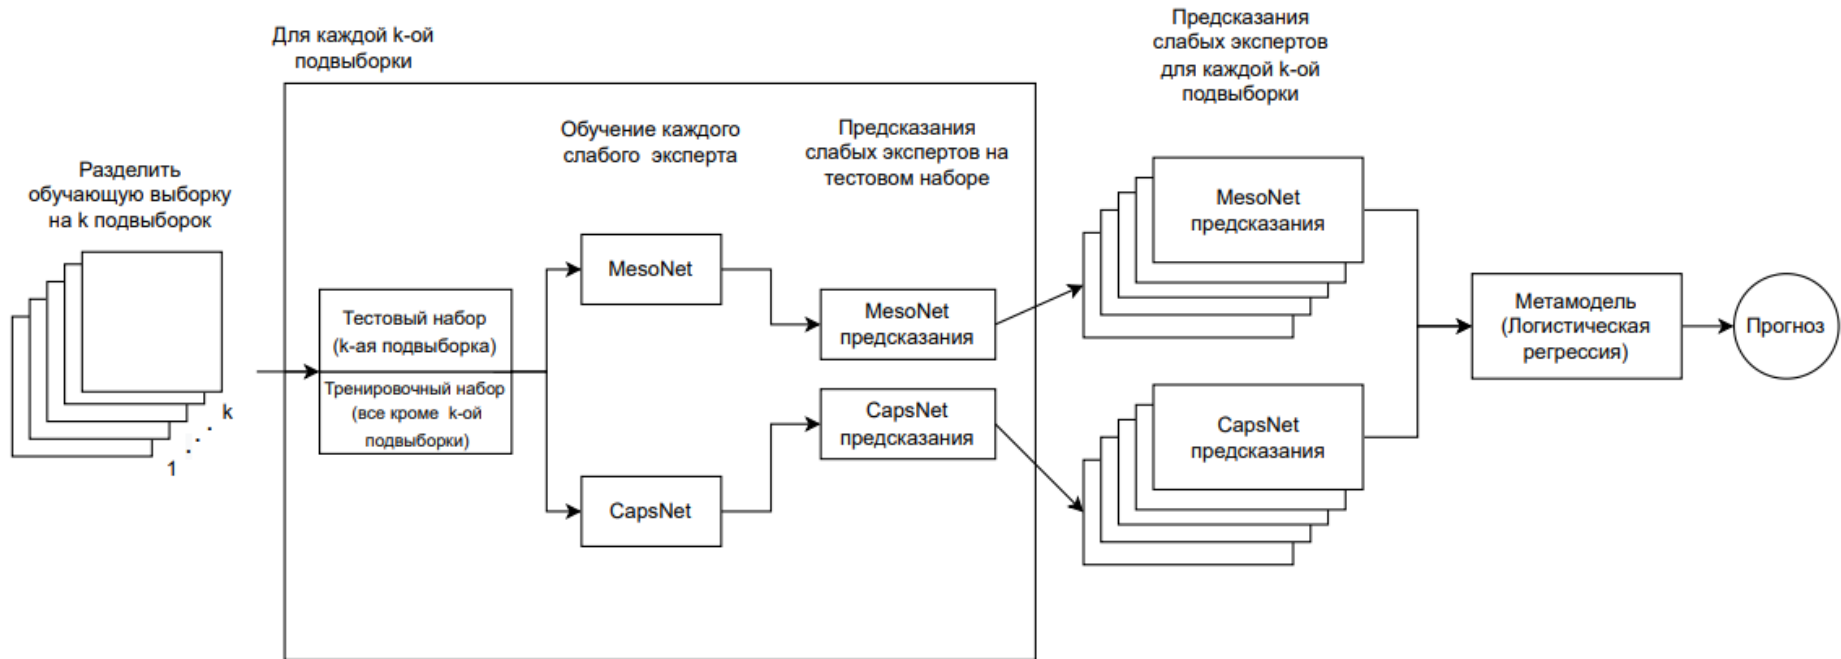 Для каждой k-ой
подвыборки
Предсказания
слабых экспертов
для каждой k-ой
подвыборки
Разделить
обучающую выборку
на k подвыборок
k
1
Обучение каждого
слабого эксперта
Предсказания
слабых экспертов на
тестовом наборе
Тестовый набор
(k-ая подвыборка)
Тренировочный набор
(все кроме k-ой
подвыборки)
MesoNet
CapsNet
MesoNet
предсказания
CapsNet
предсказания
MesoNet
предсказания
CapsNet
предсказания
Метамодель
(Логистическая
регрессия)
Прогноз